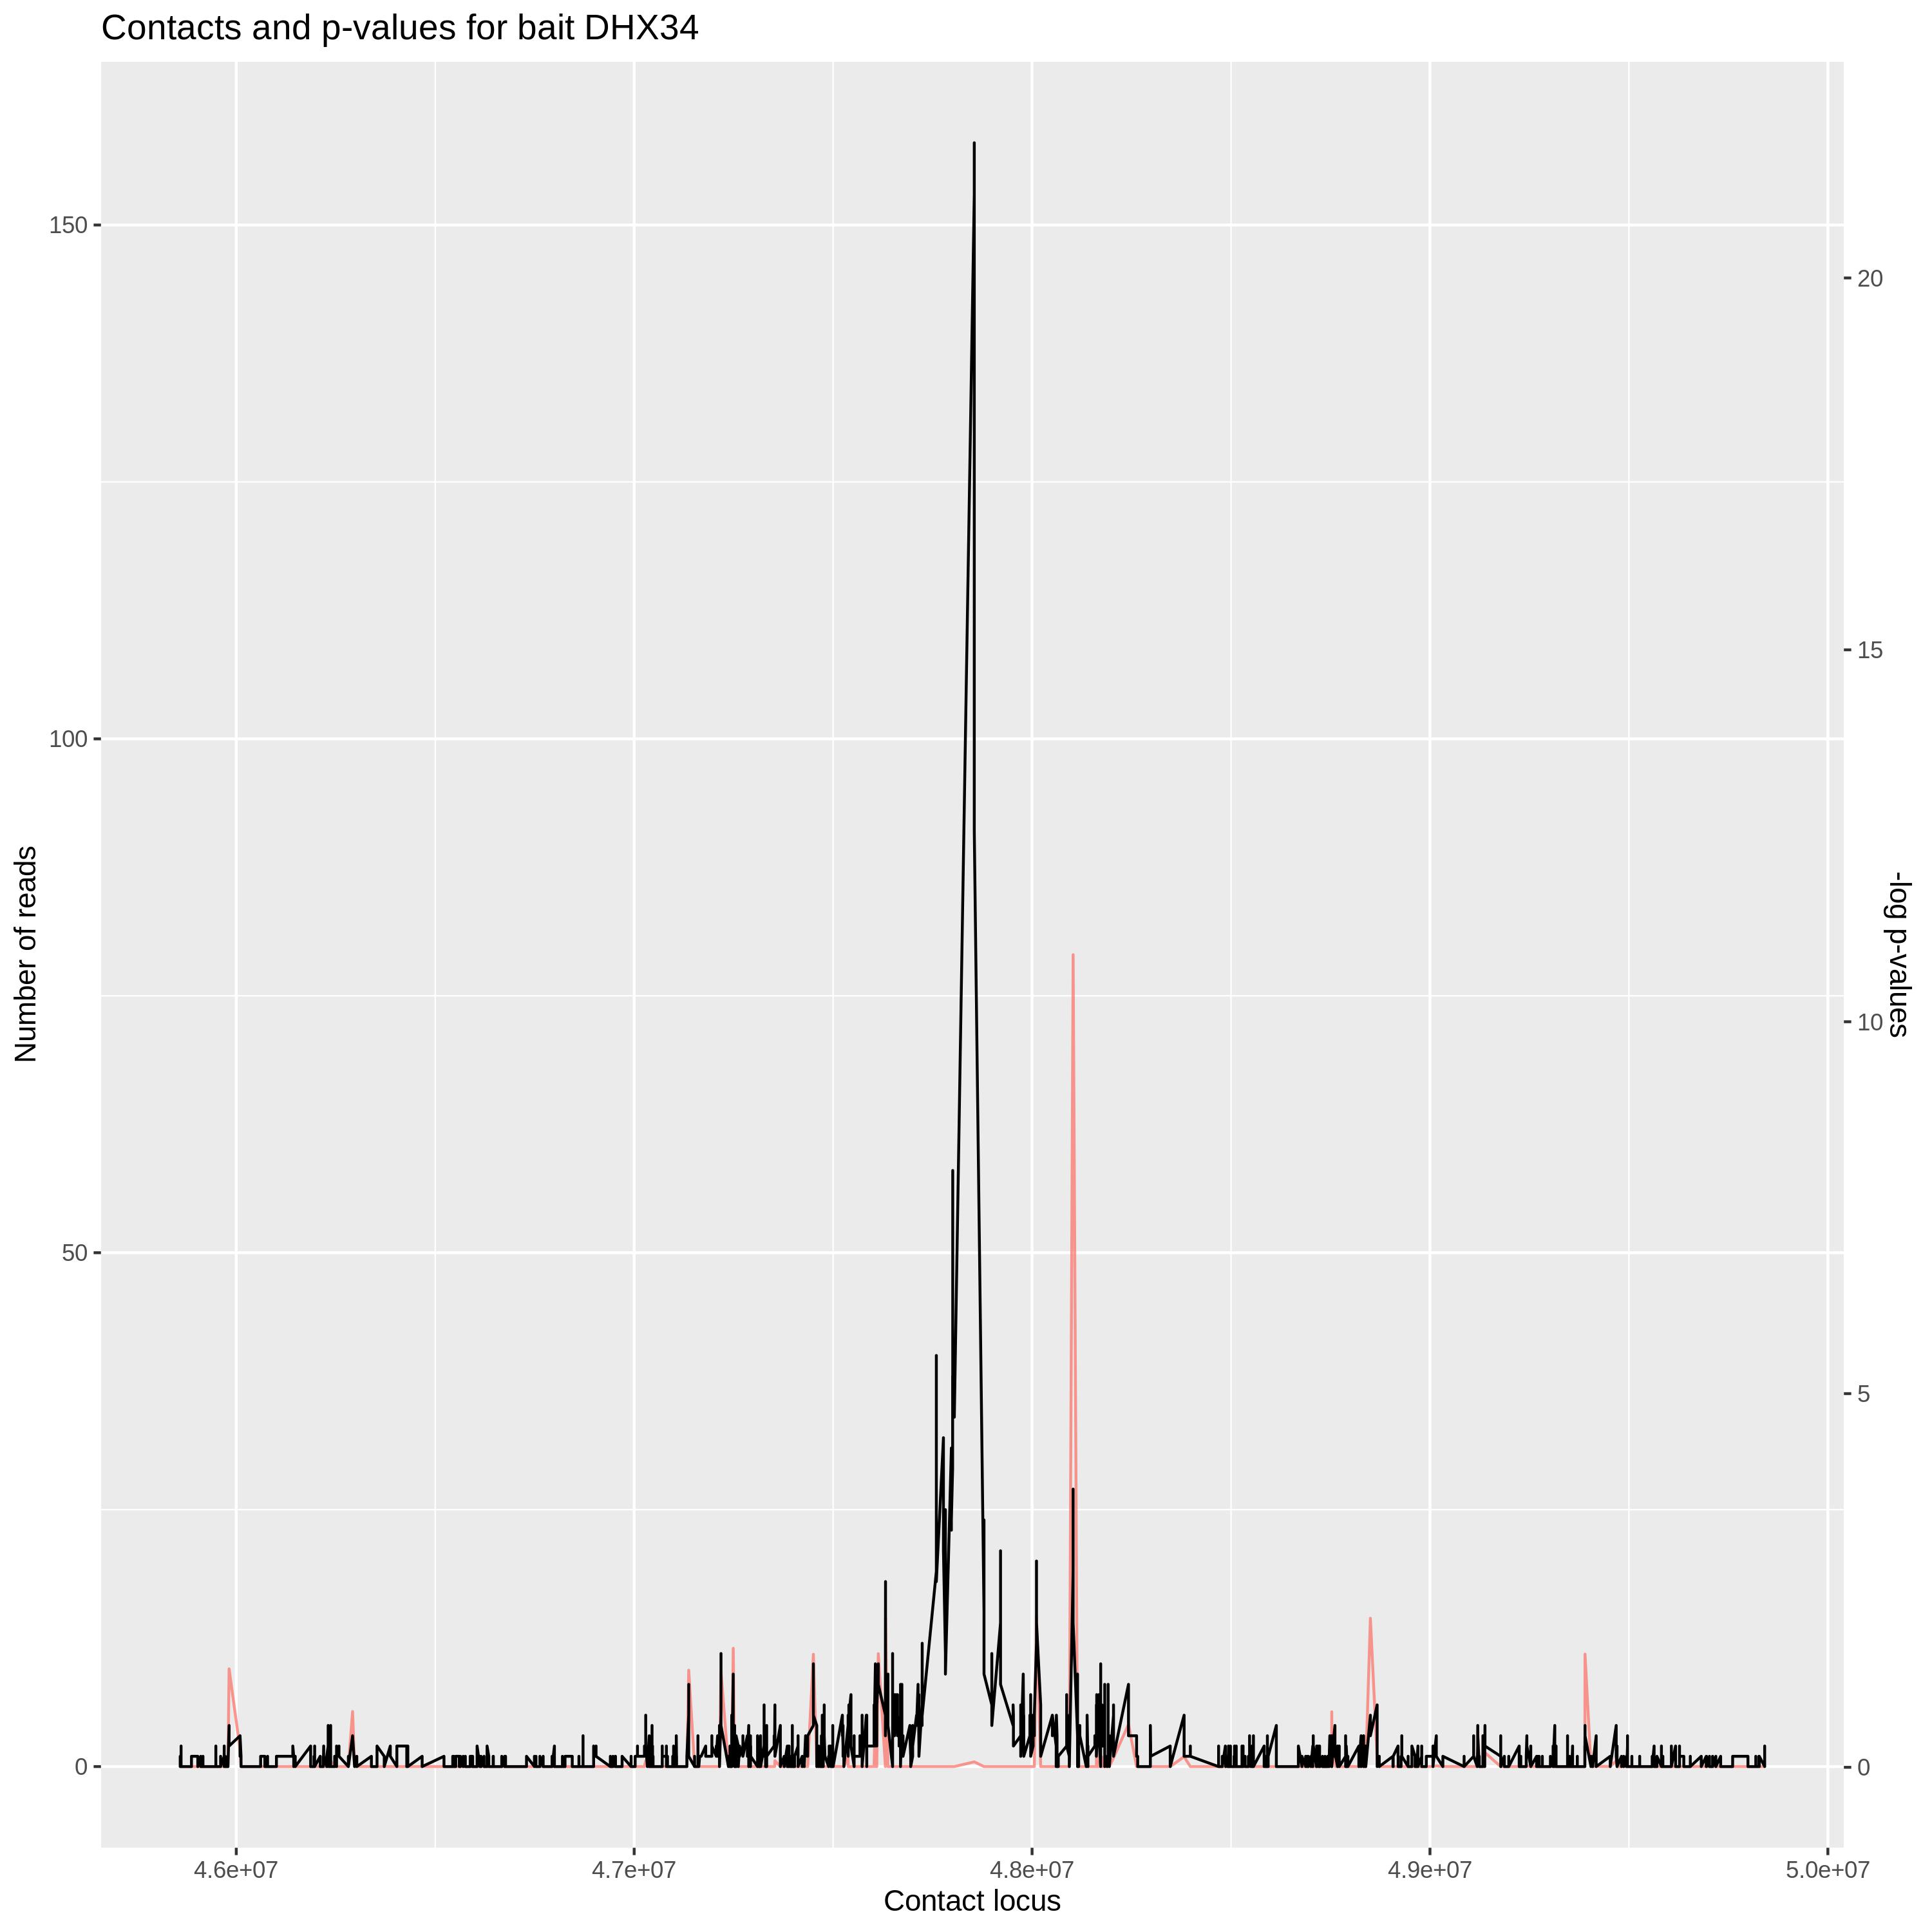 Contacts and p-values for bait DHX34
150
100
50
0
Number of reads
20
15
10
5
0
-log p-values
4.6e+07
4.7e+07
4.8e+07
4.9e+07
5.0e+07
Contact locus